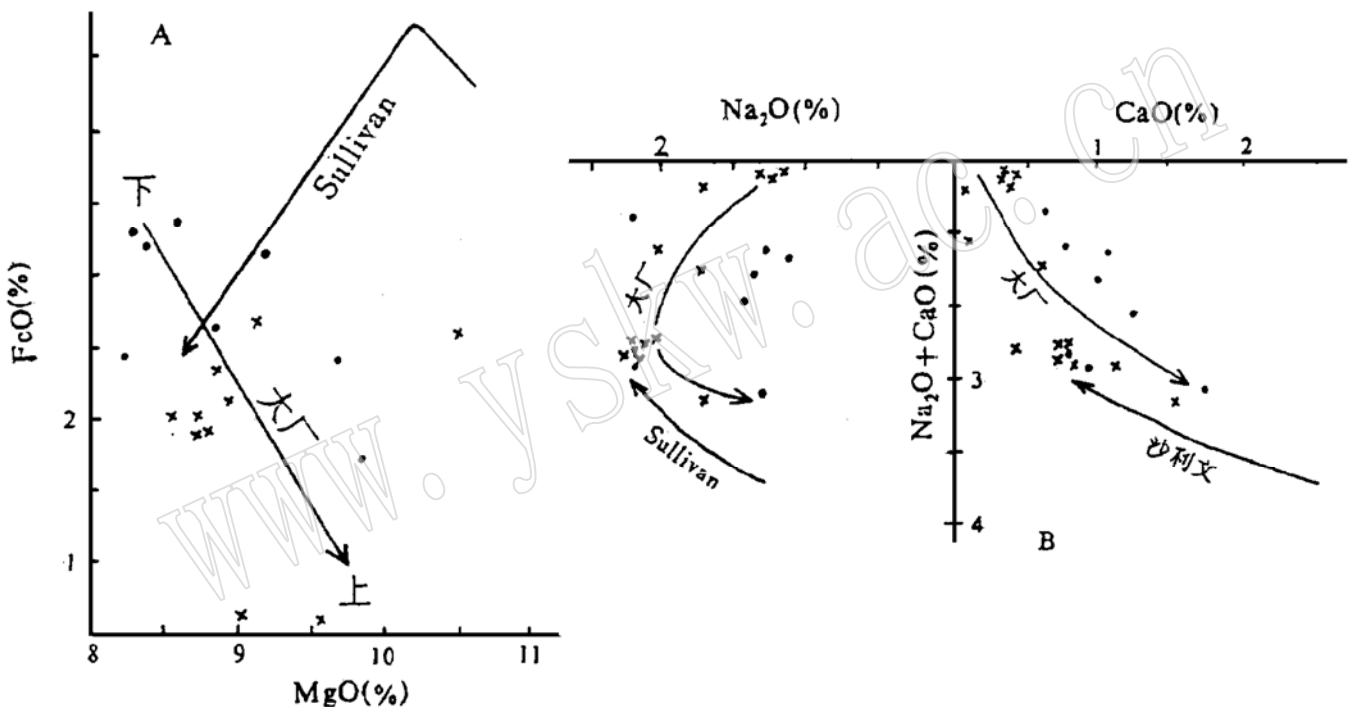 A
FeO(%)
2
1
下
Sullivan
大厂
上
8 9 10 11
MgO(%)
Na₂O(%)
2
大厂
Sullivan
CaO(%)
1 2
Na₂O+CaO(%)
3
4
大厂
沙利文
B
www.yskw.ac.cn